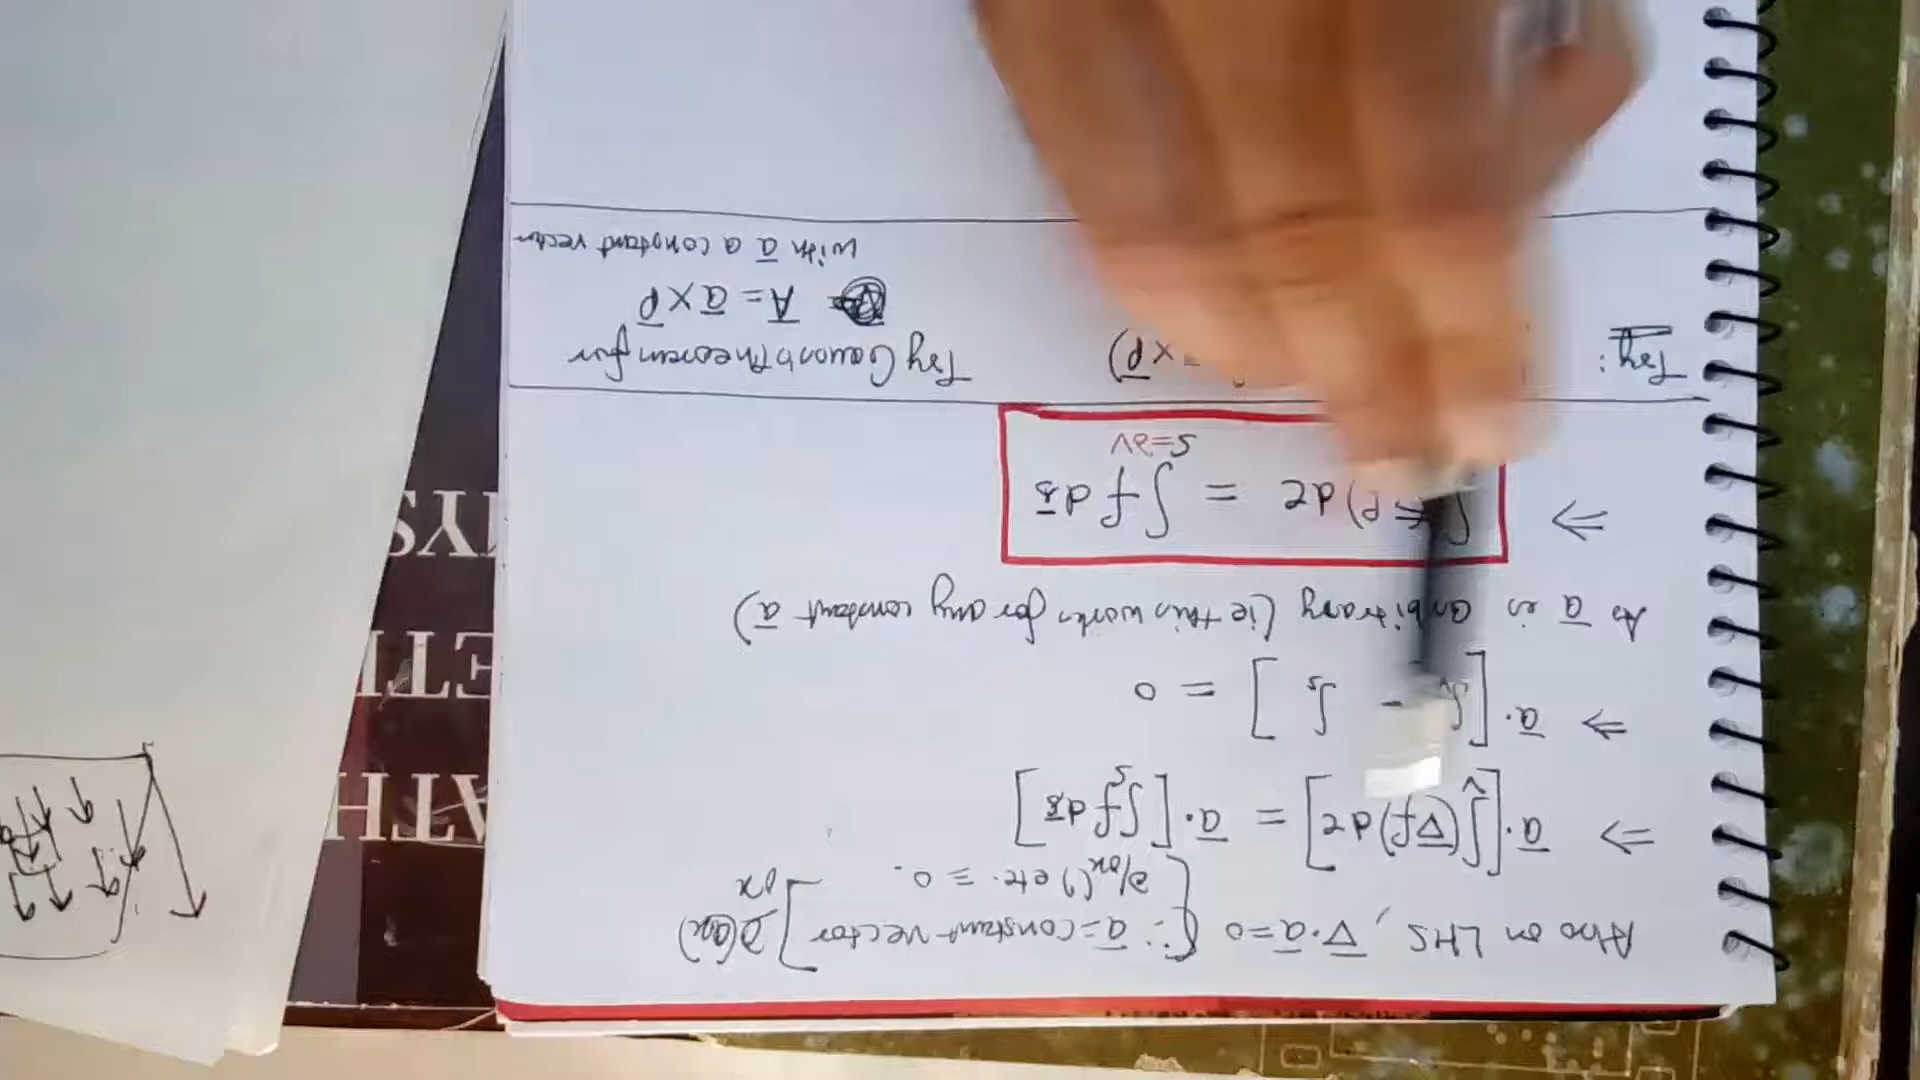 Also on LHS, ∇·a=0 {∵ a=constant vector
∂/∂x( ) etc. ≡ 0.
∂(ax)
∂x
⇒ a·[∫v (∇f) dτ] = a·[∫s f ds]
⇒ a·[∫v - ∫s ] = 0
As a is arbitrary (ie this works for any constant a)
⇒ ∫ f) dτ = ∫ f ds
S=∂V
Try:
×P)
Try Gauss Theorem for
A = a × P
with a a constant vector